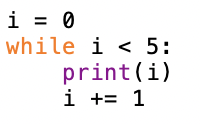 i = 0
while i < 5:
    print(i)
    i += 1